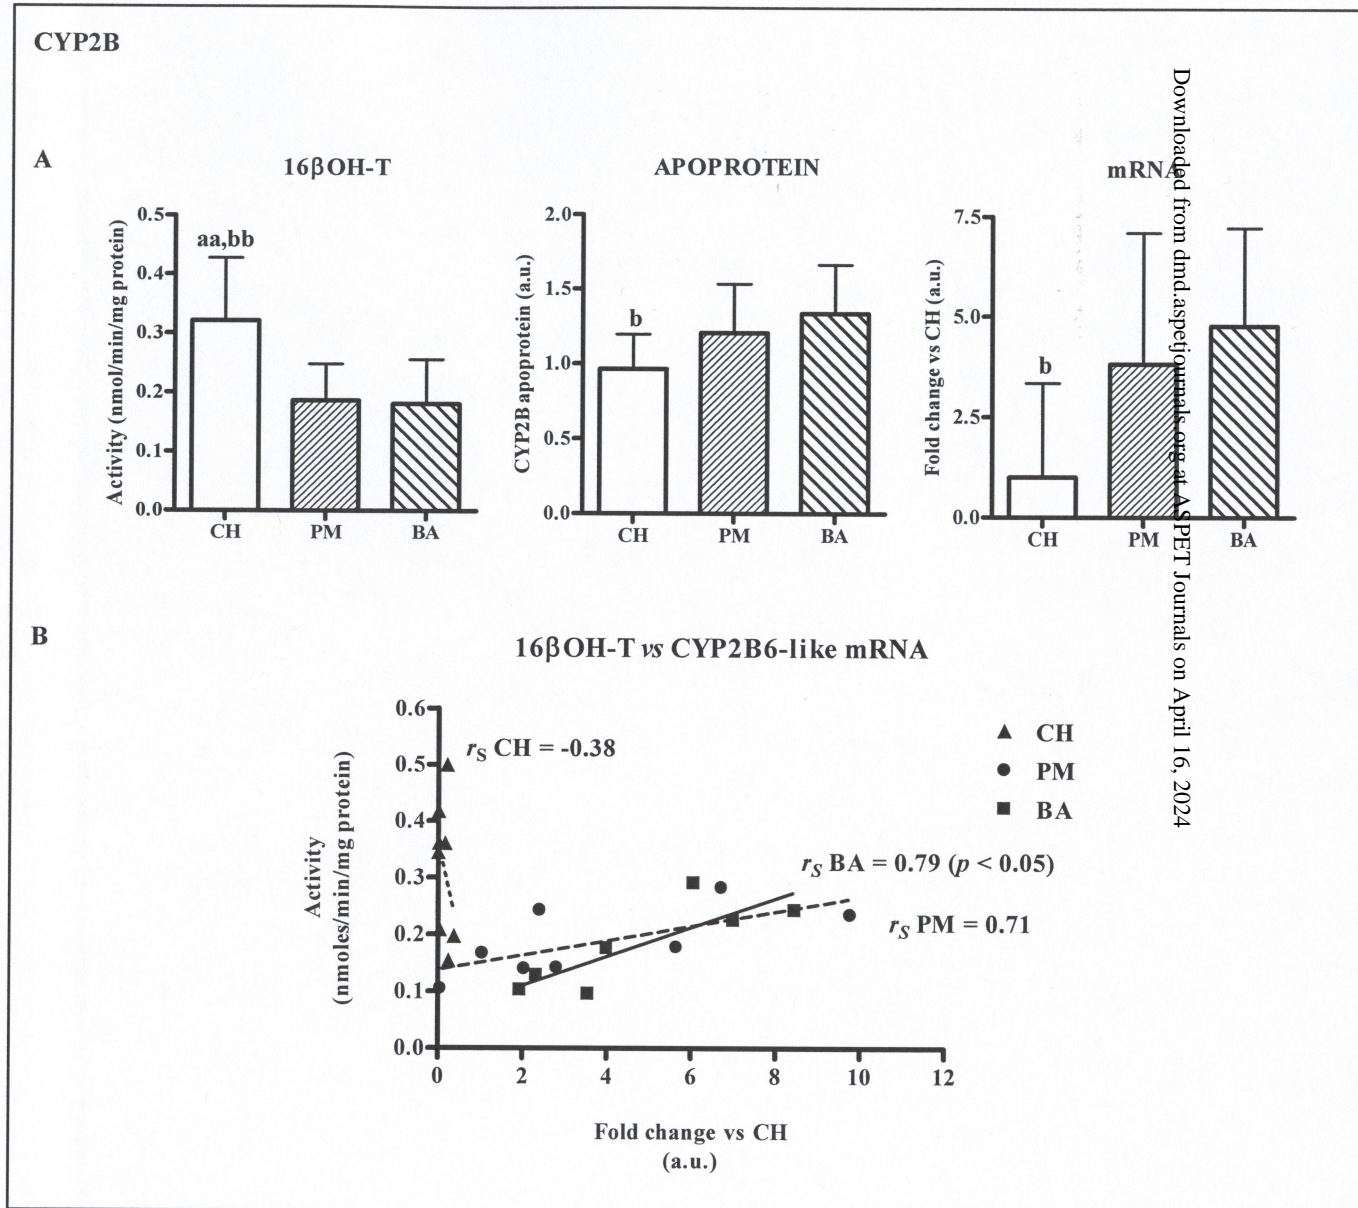 CYP2B
A
16βOH-T
APOPROTEIN
mRNA
Activity (nmol/min/mg protein)
0.5
0.4
0.3
0.2
0.1
0.0
aa,bb
CH
PM
BA
CYP2B apoprotein (a.u.)
2.0
1.5
1.0
0.5
0.0
b
CH
PM
BA
Fold change vs CH (a.u.)
7.5
5.0
2.5
0.0
b
CH
PM
BA
B
16βOH-T vs CYP2B6-like mRNA
Activity
(nmoles/min/mg protein)
0.6
0.5
0.4
0.3
0.2
0.1
0.0
rS CH = -0.38
CH
PM
BA
rS BA = 0.79 (p < 0.05)
rS PM = 0.71
0
2
4
6
8
10
12
Fold change vs CH
(a.u.)
Downloaded from dmd.aspetjournals.org at ASPET Journals on April 16, 2024